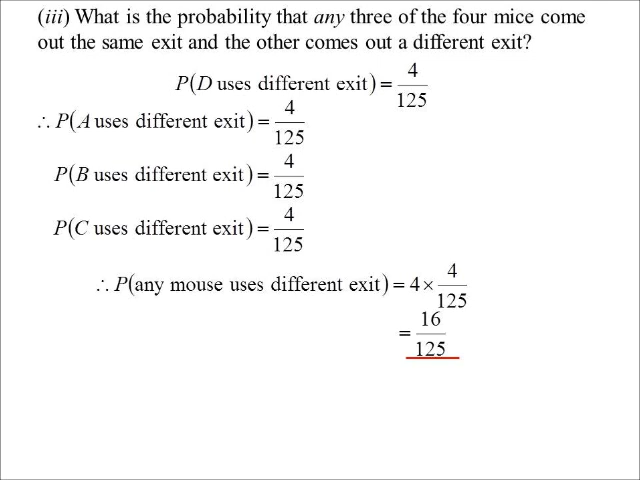 (iii) What is the probability that any three of the four mice come
out the same exit and the other comes out a different exit?
P(D uses different exit) = 4/125
∴ P(A uses different exit) = 4/125
P(B uses different exit) = 4/125
P(C uses different exit) = 4/125
∴ P(any mouse uses different exit) = 4 × 4/125
= 16/125